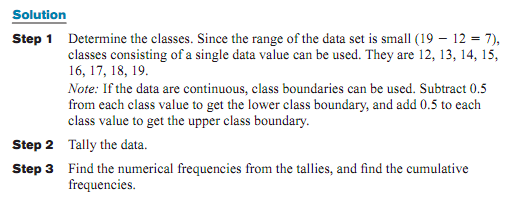 Solution
Step 1 Determine the classes. Since the range of the data set is small (19 − 12 = 7),
classes consisting of a single data value can be used. They are 12, 13, 14, 15,
16, 17, 18, 19.
Note: If the data are continuous, class boundaries can be used. Subtract 0.5
from each class value to get the lower class boundary, and add 0.5 to each
class value to get the upper class boundary.
Step 2 Tally the data.
Step 3 Find the numerical frequencies from the tallies, and find the cumulative
frequencies.